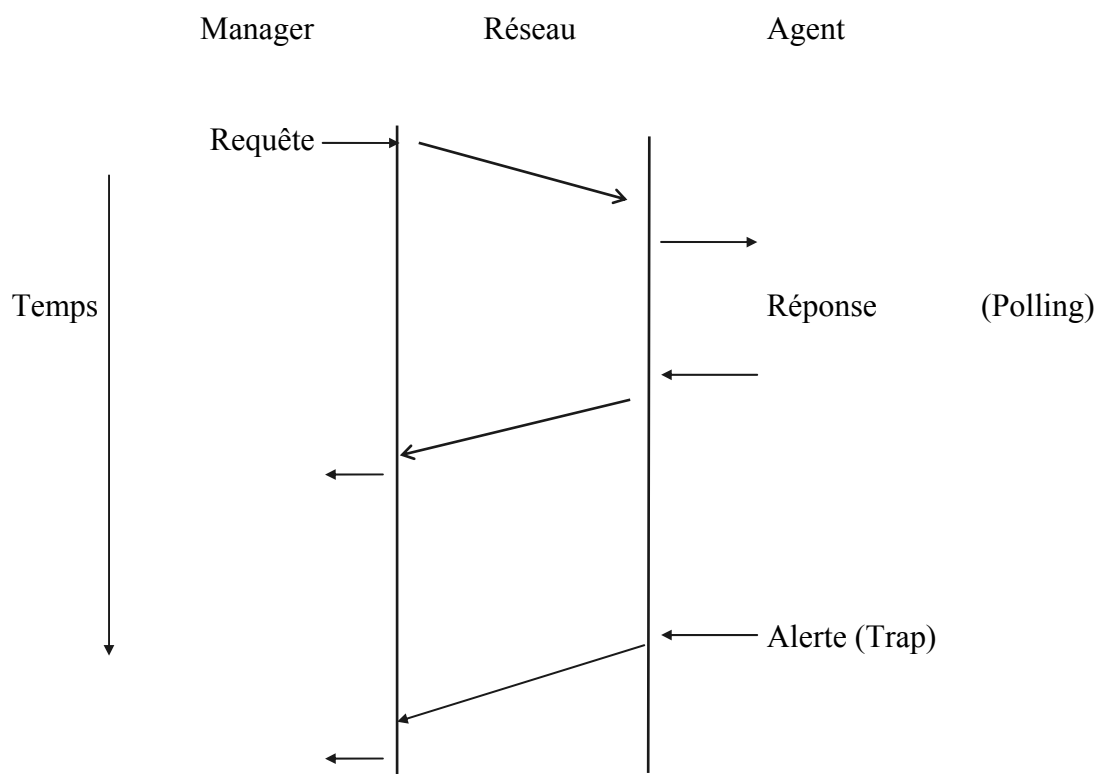 Manager Réseau Agent
Requête
Temps Réponse (Polling)
Alerte (Trap)